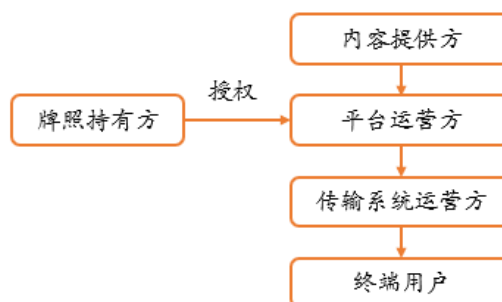 内容提供方
授权
牌照持有方
平台运营方
传输系统运营方
终端用户